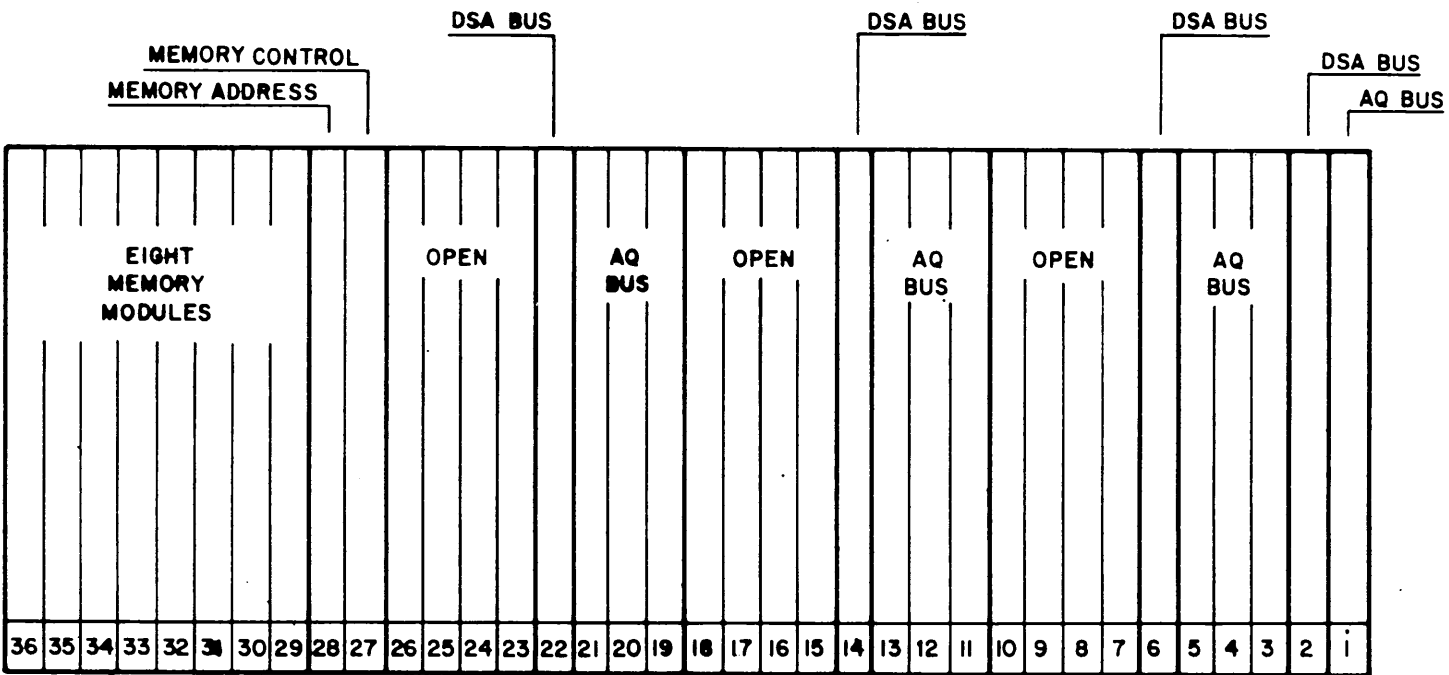 DSA BUS
DSA BUS
DSA BUS
MEMORY CONTROL
DSA BUS
MEMORY ADDRESS
AQ BUS
EIGHT
MEMORY
MODULES
OPEN
AQ
BUS
OPEN
AQ
BUS
OPEN
AQ
BUS
36 35 34 33 32 31 30 29 28 27 26 25 24 23 22 21 20 19 18 17 16 15 14 13 12 11 10 9 8 7 6 5 4 3 2 1